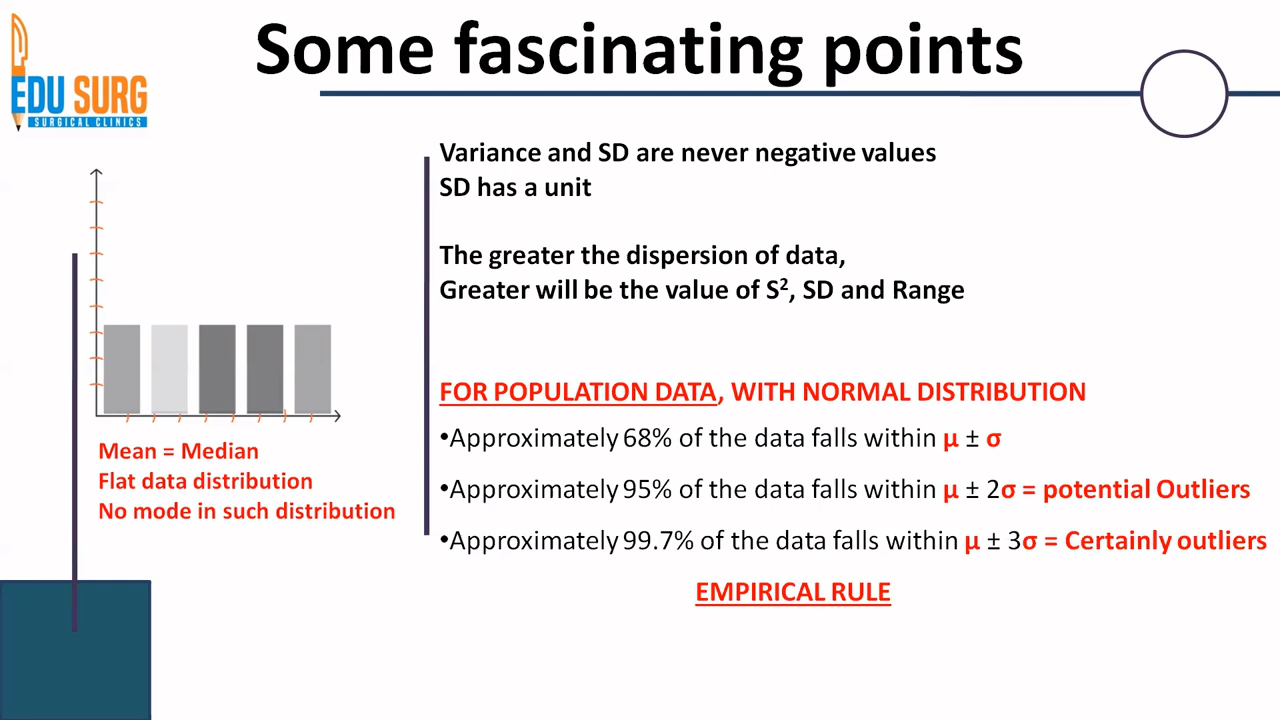 Some fascinating points
EDU SURG
SURGICAL CLINICS
Variance and SD are never negative values
SD has a unit
The greater the dispersion of data,
Greater will be the value of S², SD and Range
Mean = Median
Flat data distribution
No mode in such distribution
FOR POPULATION DATA, WITH NORMAL DISTRIBUTION
•Approximately 68% of the data falls within μ ± σ
•Approximately 95% of the data falls within μ ± 2σ = potential Outliers
•Approximately 99.7% of the data falls within μ ± 3σ = Certainly outliers
EMPIRICAL RULE